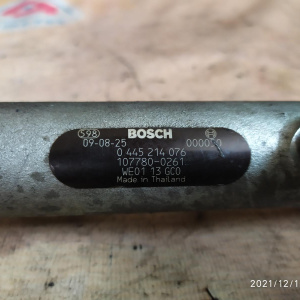 598 BOSCH
09-08-25
0 445 214 076
107780-0261
WE01 13 GC0
Made in Thailand
2021/12/1